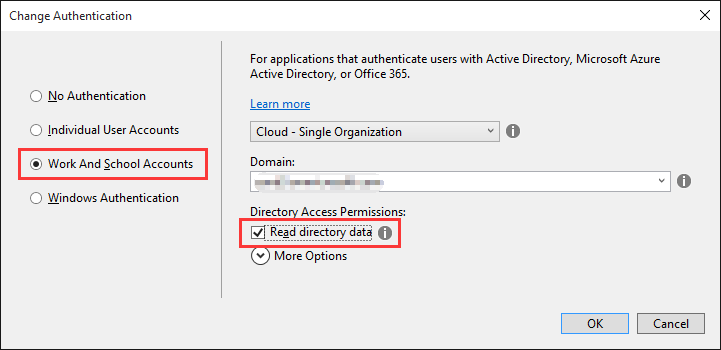 Change Authentication
No Authentication
Individual User Accounts
Work And School Accounts
Windows Authentication
For applications that authenticate users with Active Directory, Microsoft Azure
Active Directory, or Office 365.
Learn more
Cloud - Single Organization
Domain:
Directory Access Permissions:
Read directory data
More Options
OK
Cancel